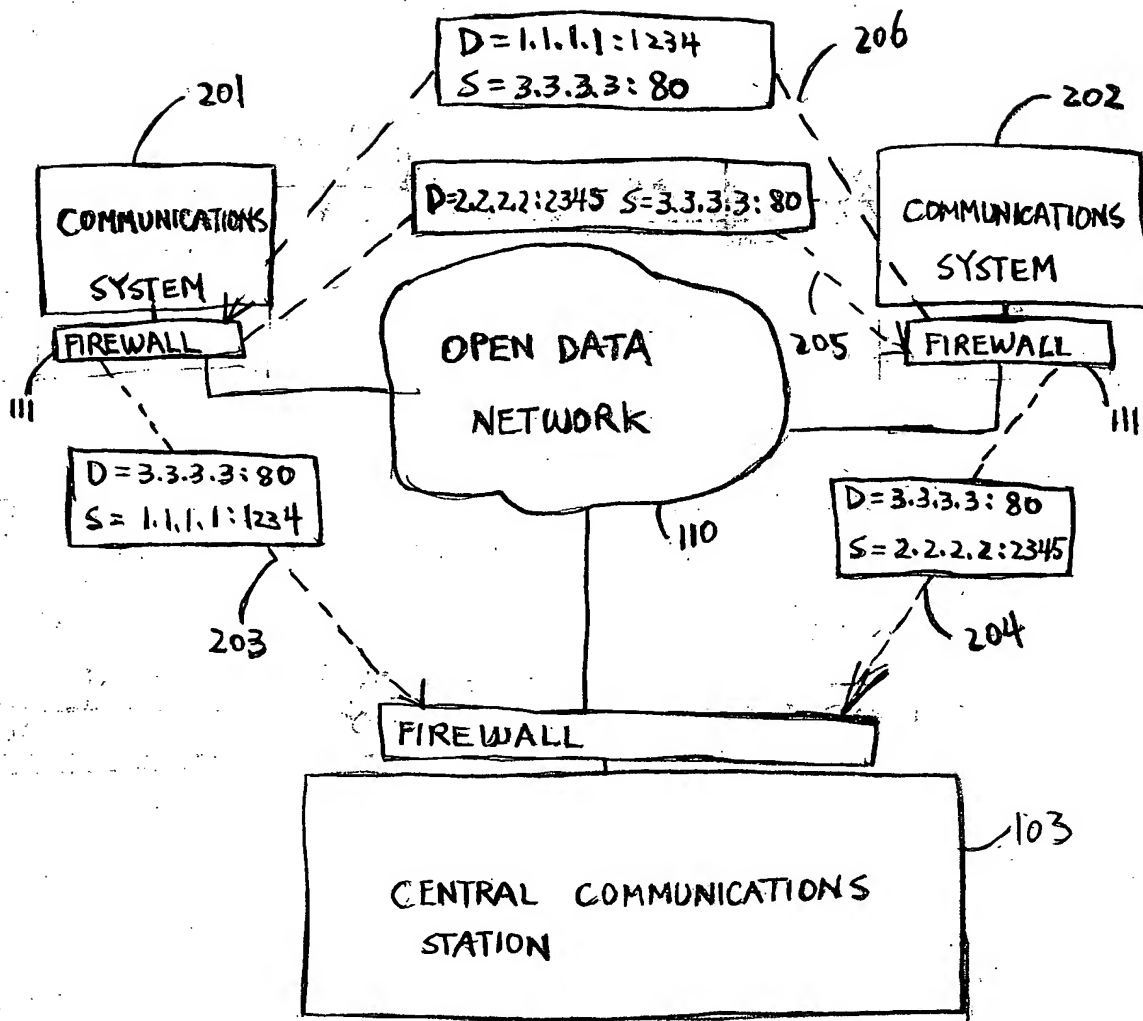 D=1.1.1.1:1234
S=3.3.3.3:80
206
201
202
D=2.2.2.2:2345 S=3.3.3.3:80
COMMUNICATIONS
SYSTEM
COMMUNICATIONS
SYSTEM
FIREWALL
OPEN DATA
NETWORK
205
FIREWALL
111
111
D=3.3.3.3:80
S=1.1.1.1:1234
110
D=3.3.3.3:80
S=2.2.2.2:2345
203
204
FIREWALL
103
CENTRAL COMMUNICATIONS
STATION